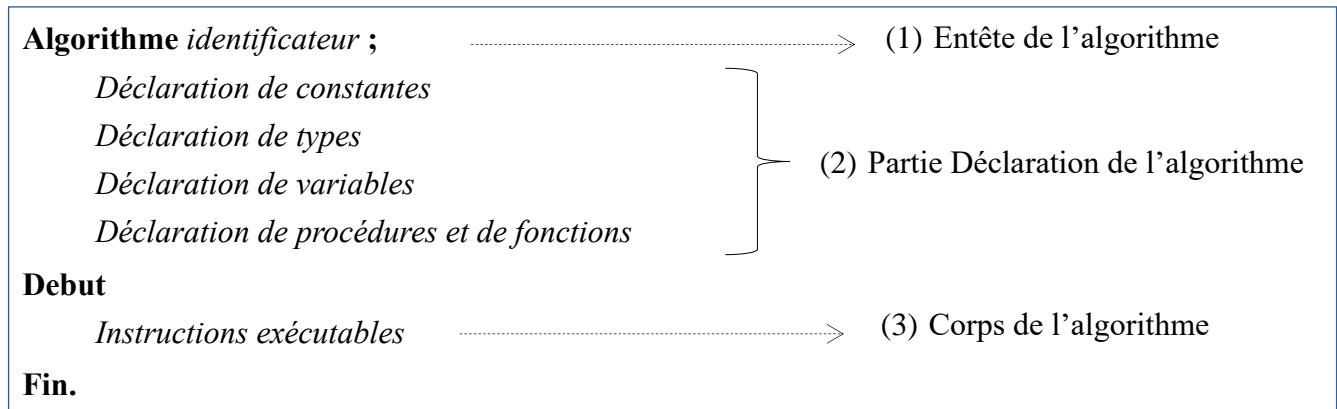 Algorithme identificateur ; (1) Entête de l’algorithme
Déclaration de constantes
Déclaration de types
(2) Partie Déclaration de l’algorithme
Déclaration de variables
Déclaration de procédures et de fonctions
Debut
Instructions exécutables (3) Corps de l’algorithme
Fin.